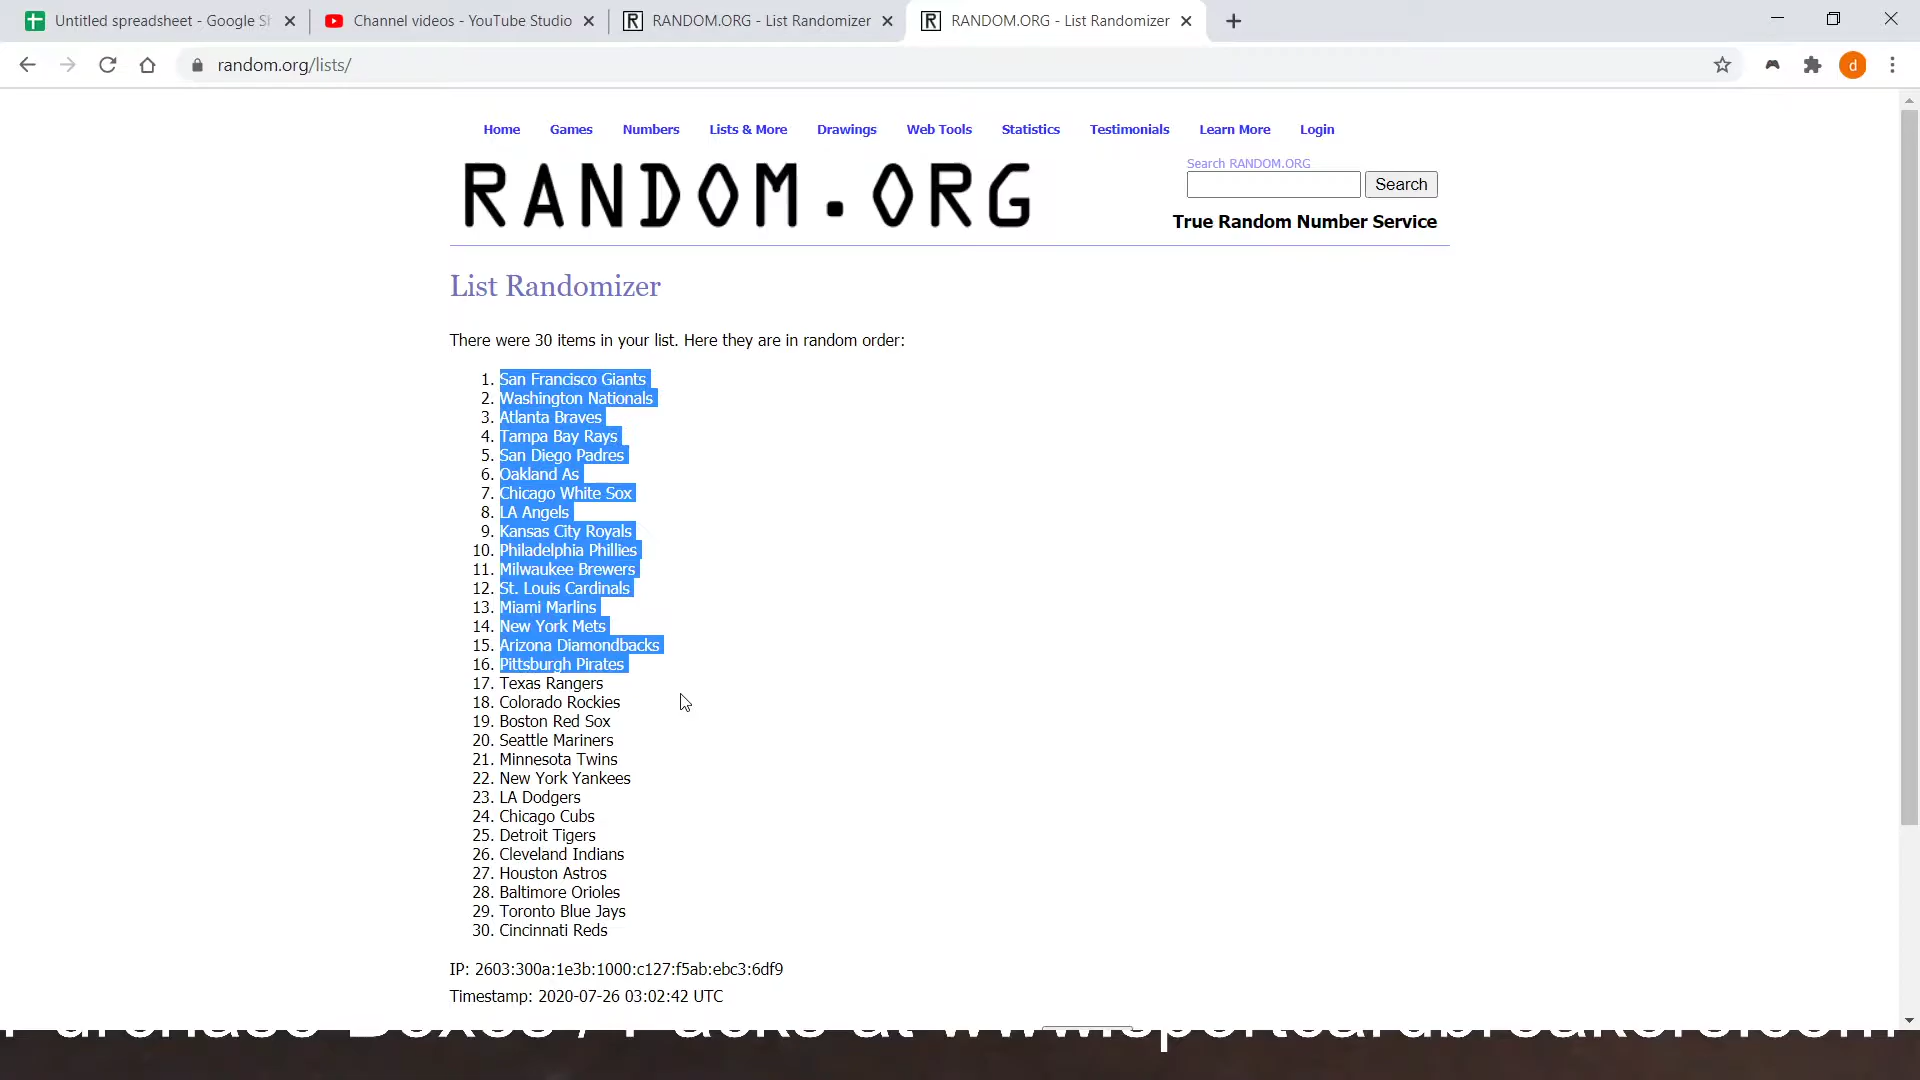 Untitled spreadsheet - Google Sh
Channel videos - YouTube Studio
RANDOM.ORG - List Randomizer
RANDOM.ORG - List Randomizer
random.org/lists/
d
Home Games Numbers Lists & More Drawings Web Tools Statistics Testimonials Learn More Login
RANDOM.ORG
Search RANDOM.ORG
Search
True Random Number Service
List Randomizer
There were 30 items in your list. Here they are in random order:
1. San Francisco Giants
2. Washington Nationals
3. Atlanta Braves
4. Tampa Bay Rays
5. San Diego Padres
6. Oakland As
7. Chicago White Sox
8. LA Angels
9. Kansas City Royals
10. Philadelphia Phillies
11. Milwaukee Brewers
12. St. Louis Cardinals
13. Miami Marlins
14. New York Mets
15. Arizona Diamondbacks
16. Pittsburgh Pirates
17. Texas Rangers
18. Colorado Rockies
19. Boston Red Sox
20. Seattle Mariners
21. Minnesota Twins
22. New York Yankees
23. LA Dodgers
24. Chicago Cubs
25. Detroit Tigers
26. Cleveland Indians
27. Houston Astros
28. Baltimore Orioles
29. Toronto Blue Jays
30. Cincinnati Reds
IP: 2603:300a:1e3b:1000:c127:f5ab:ebc3:6df9
Timestamp: 2020-07-26 03:02:42 UTC
Purchase Boxes / Packs at www.sportcardbreakers.com